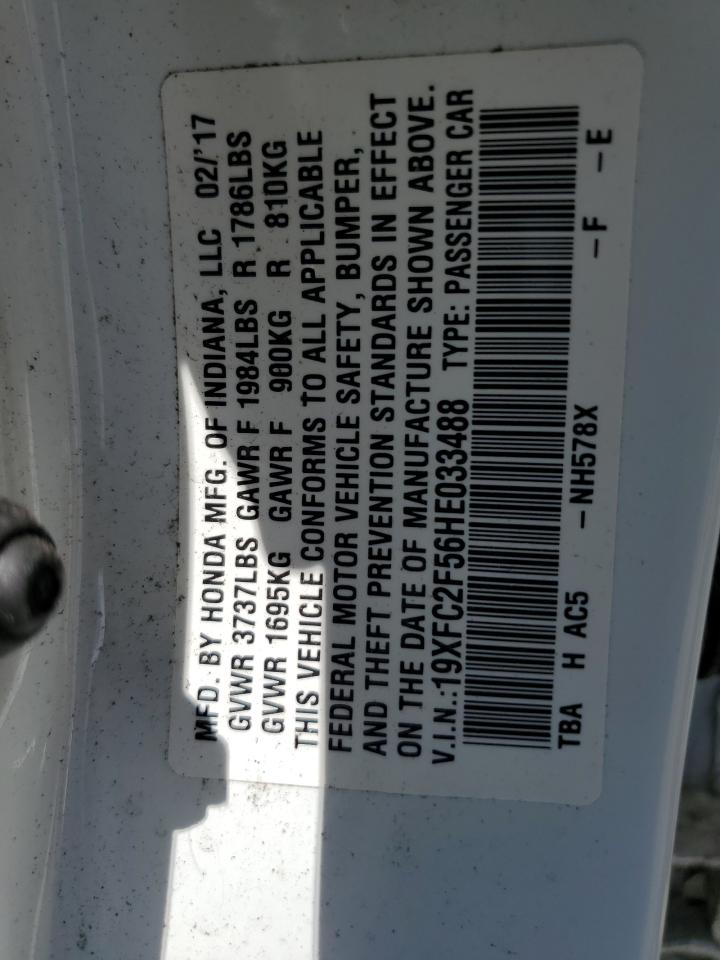 MFD. BY HONDA MFG. OF INDIANA, LLC 02/'17
GVWR 3737LBS GAWR F 1984LBS R 1786LBS
GVWR 1695KG GAWR F 900KG R 810KG
THIS VEHICLE CONFORMS TO ALL APPLICABLE
FEDERAL MOTOR VEHICLE SAFETY, BUMPER,
AND THEFT PREVENTION STANDARDS IN EFFECT
ON THE DATE OF MANUFACTURE SHOWN ABOVE.
V.I.N.:19XFC2F56HE033488 TYPE: PASSENGER CAR
TBA H AC5 -NH578X -F -E